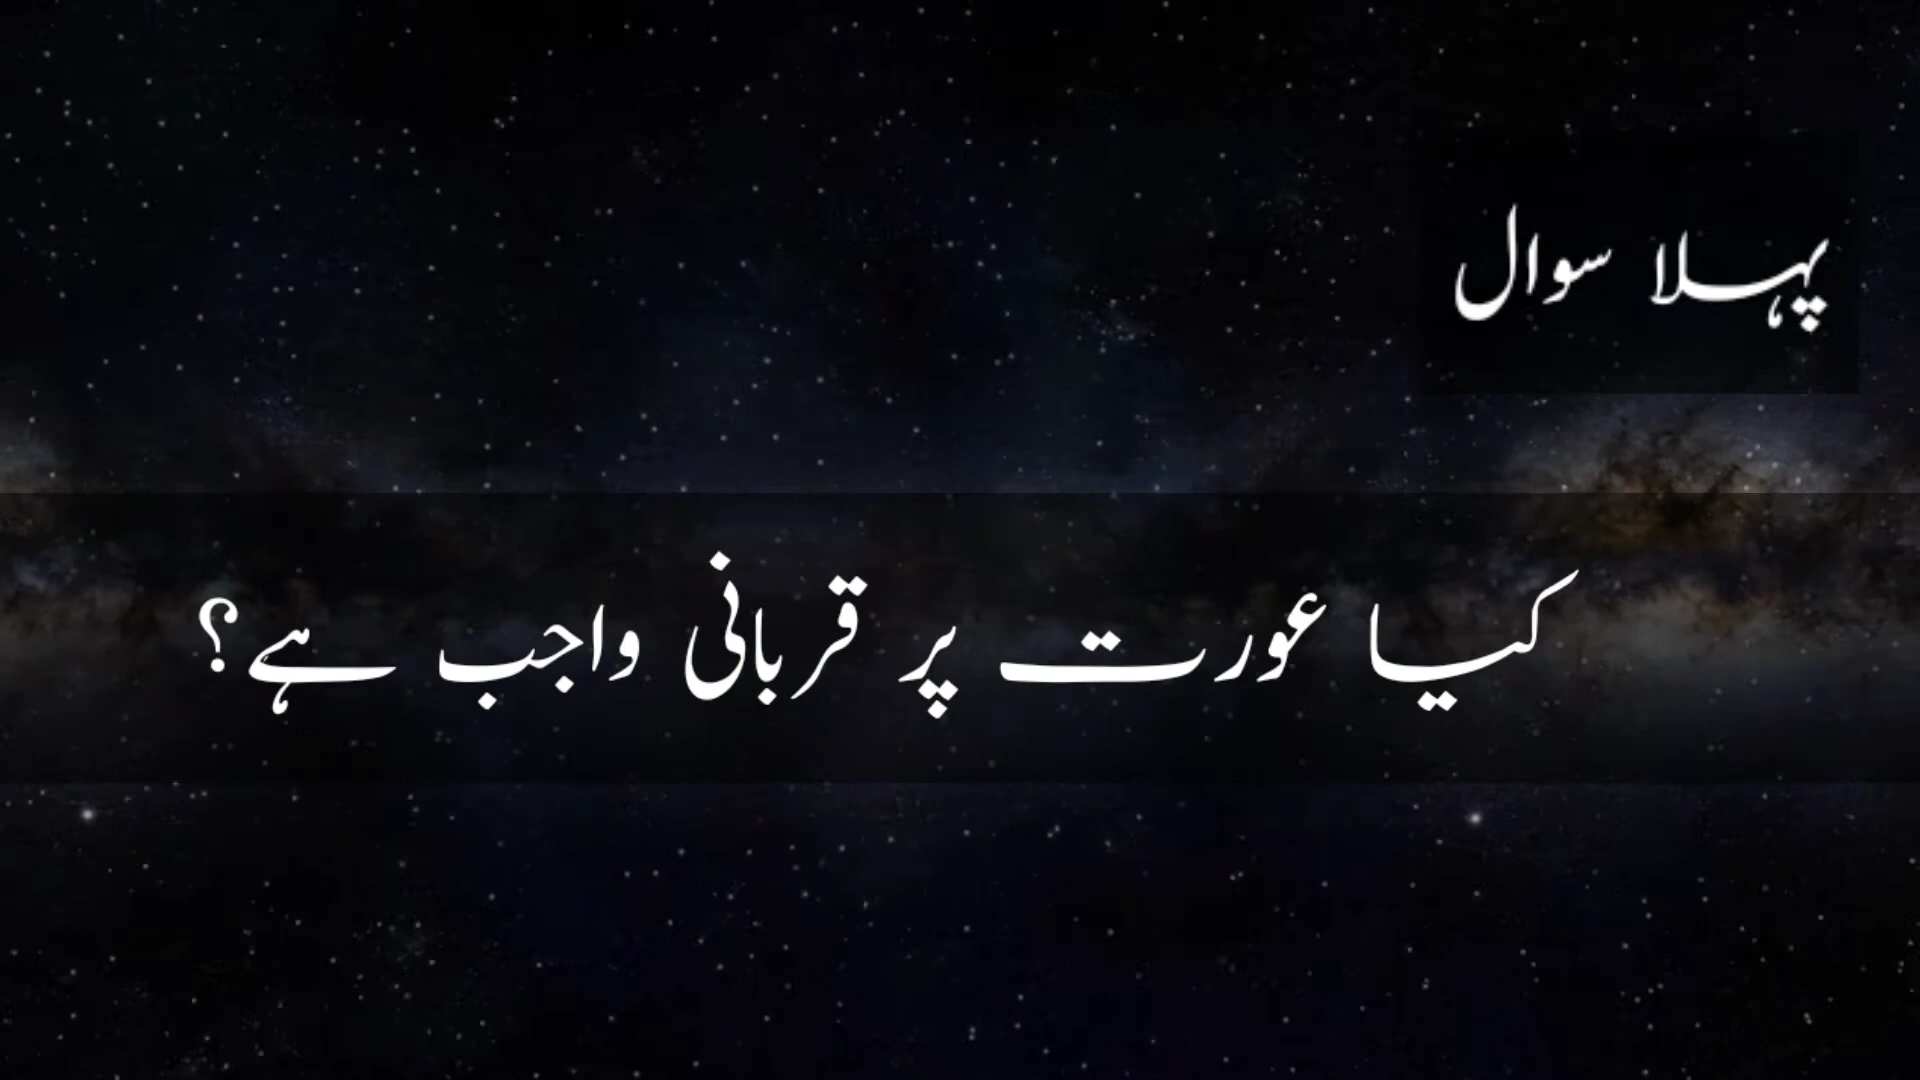 پہلا سوال
کیا عورت پر قربانی واجب ہے؟